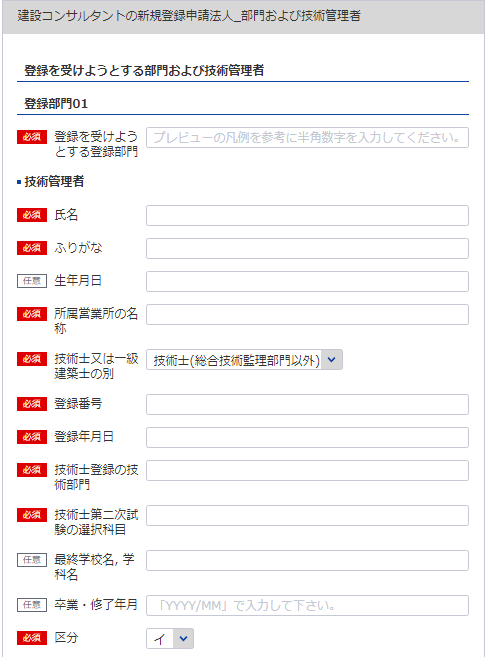 建設コンサルタントの新規登録申請法人_部門および技術管理者
登録を受けようとする部門および技術管理者
登録部門01
必須 登録を受けよう プレビューの凡例を参考に半角数字を入力してください。
とする登録部門
技術管理者
必須 氏名
必須 ふりがな
任意 生年月日
必須 所属営業所の名
称
必須 技術士又は一級 技術士(総合技術監理部門以外)
建築士の別
必須 登録番号
必須 登録年月日
必須 技術士登録の技
術部門
必須 技術士第二次試
験の選択科目
任意 最終学校名, 学
科名
任意 卒業・修了年月 「YYYY/MM」で入力して下さい。
必須 区分 イ